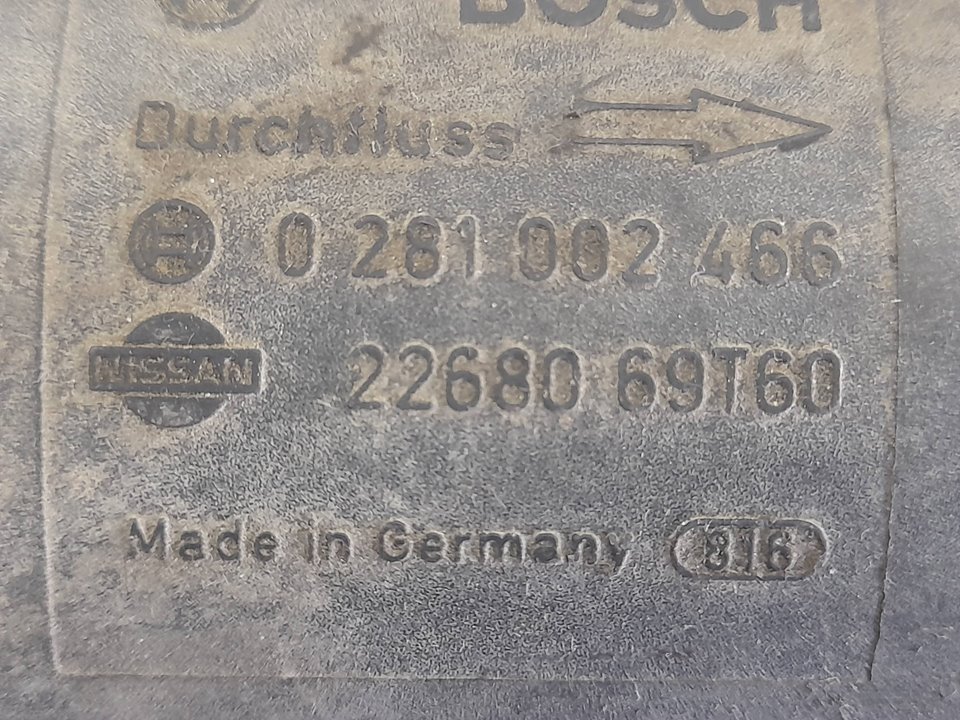 BOSCH
Durchfluss
0 281 002 466
NISSAN 22680 69T60
Made in Germany 816